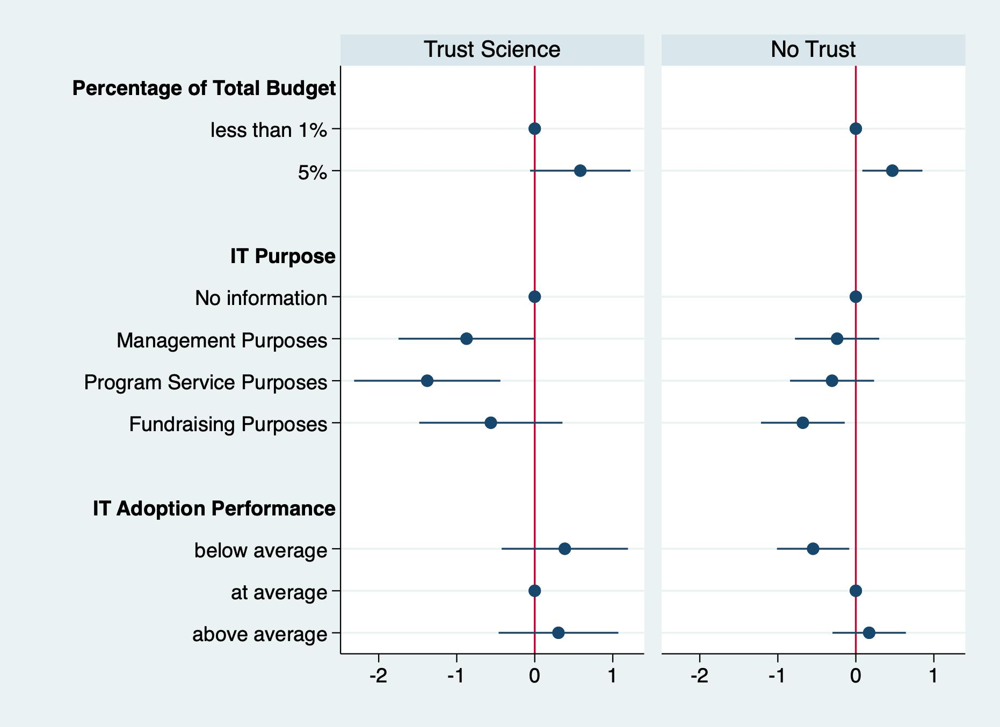 Trust Science
No Trust
Percentage of Total Budget
less than 1%
5%
IT Purpose
No information
Management Purposes
Program Service Purposes
Fundraising Purposes
IT Adoption Performance
below average
at average
above average
-2 -1 0 1
-2 -1 0 1